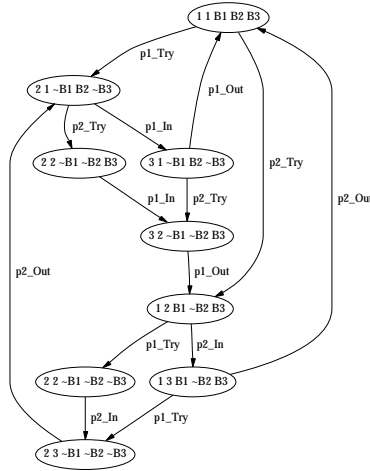 1 1 B1 B2 B3
p1_Try
2 1 ~B1 B2 ~B3
p1_Out
p2_Try
p1_In
2 2 ~B1 ~B2 B3
3 1 ~B1 B2 ~B3
p2_Try
p1_In
p2_Try
p2_Out
3 2 ~B1 ~B2 B3
p2_Out
p1_Out
1 2 B1 ~B2 B3
p1_Try
p2_In
2 2 ~B1 ~B2 ~B3
1 3 B1 ~B2 B3
p2_In
p1_Try
2 3 ~B1 ~B2 ~B3